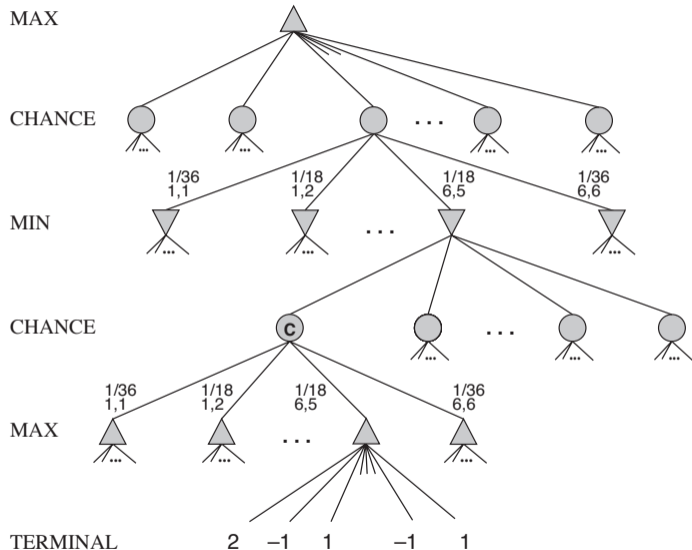 MAX
CHANCE
...
... ... ... ... ...
1/36 1/18 1/18 1/36
1,1 1,2 6,5 6,6
MIN
...
... ... ...
CHANCE
C
...
... ... ...
1/36 1/18 1/18 1/36
1,1 1,2 6,5 6,6
MAX
...
... ... ...
TERMINAL 2 –1 1 –1 1